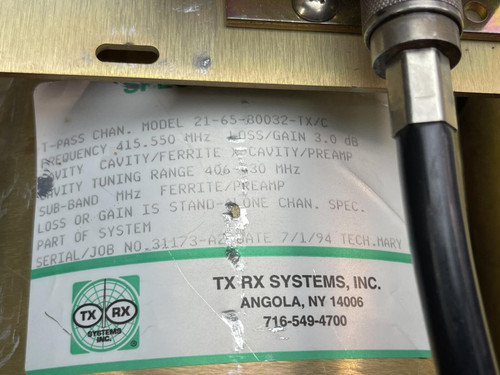 T-PASS CHAN. MODEL 21-65-80032-TX/C
FREQUENCY 415.550 MHz LOSS/GAIN 3.0 dB
CAVITY CAVITY/FERRITE X CAVITY/PREAMP
CAVITY TUNING RANGE 406-430 MHz
SUB-BAND MHz FERRITE/PREAMP
LOSS OR GAIN IS STAND-ALONE CHAN. SPEC.
PART OF SYSTEM
SERIAL/JOB NO.31173-A2 DATE 7/1/94 TECH.MARY
TX RX SYSTEMS, INC.
ANGOLA, NY 14006
716-549-4700
TX RX
SYSTEMS
INC.
®